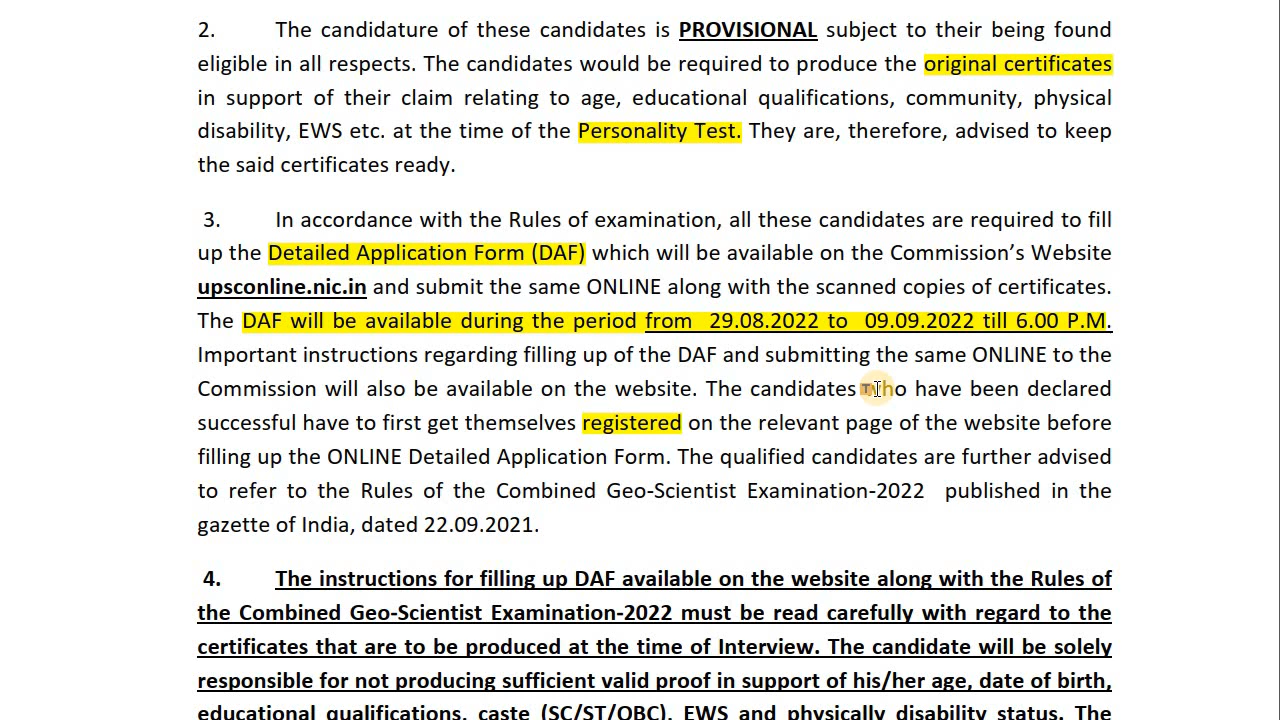 2. The candidature of these candidates is PROVISIONAL subject to their being found
eligible in all respects. The candidates would be required to produce the original certificates
in support of their claim relating to age, educational qualifications, community, physical
disability, EWS etc. at the time of the Personality Test. They are, therefore, advised to keep
the said certificates ready.
3. In accordance with the Rules of examination, all these candidates are required to fill
up the Detailed Application Form (DAF) which will be available on the Commission’s Website
upsconline.nic.in and submit the same ONLINE along with the scanned copies of certificates.
The DAF will be available during the period from 29.08.2022 to 09.09.2022 till 6.00 P.M.
Important instructions regarding filling up of the DAF and submitting the same ONLINE to the
Commission will also be available on the website. The candidates who have been declared
successful have to first get themselves registered on the relevant page of the website before
filling up the ONLINE Detailed Application Form. The qualified candidates are further advised
to refer to the Rules of the Combined Geo-Scientist Examination-2022 published in the
gazette of India, dated 22.09.2021.
4. The instructions for filling up DAF available on the website along with the Rules of
the Combined Geo-Scientist Examination-2022 must be read carefully with regard to the
certificates that are to be produced at the time of Interview. The candidate will be solely
responsible for not producing sufficient valid proof in support of his/her age, date of birth,
educational qualifications, caste (SC/ST/OBC), EWS and physically disability status. The